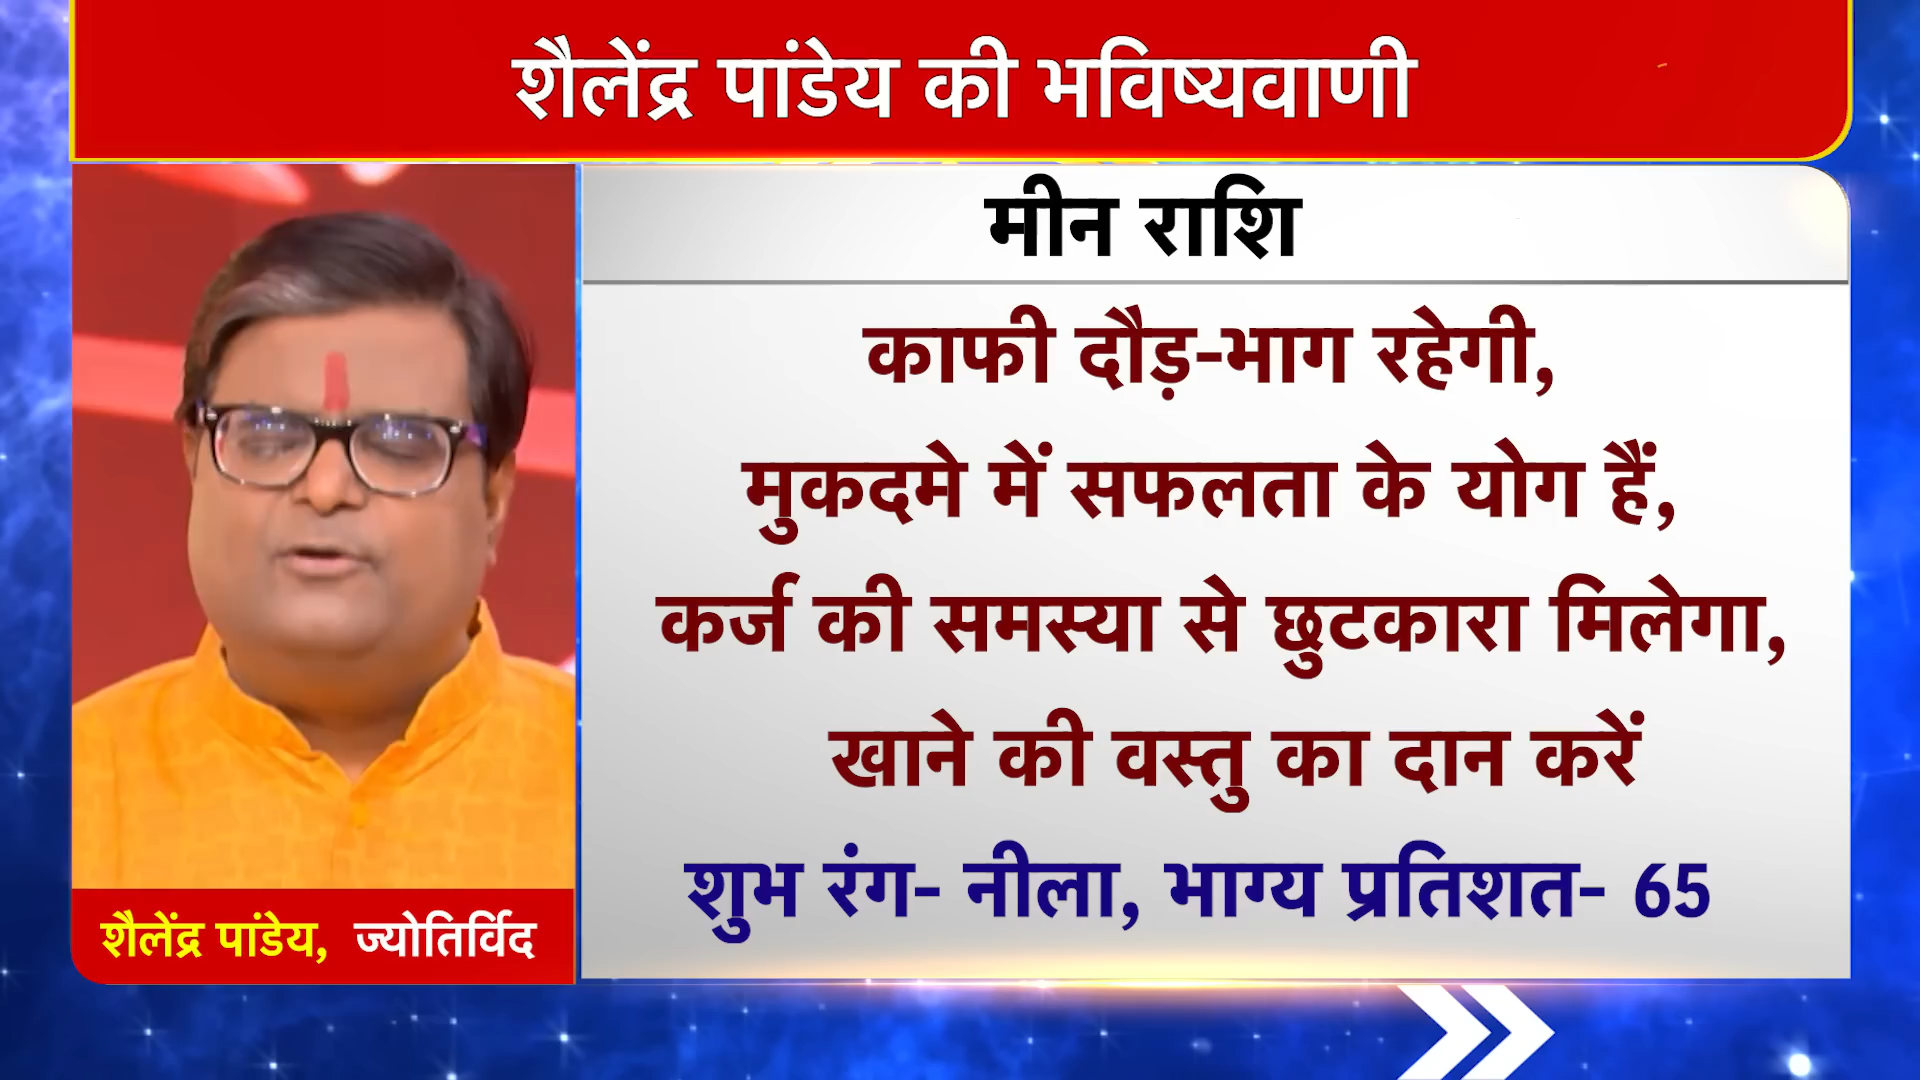 शैलेंद्र पांडेय की भविष्यवाणी
मीन राशि
काफी दौड़-भाग रहेगी,
मुकदमे में सफलता के योग हैं,
कर्ज की समस्या से छुटकारा मिलेगा,
खाने की वस्तु का दान करें
शुभ रंग- नीला, भाग्य प्रतिशत- 65
शैलेंद्र पांडेय, ज्योतिर्विद